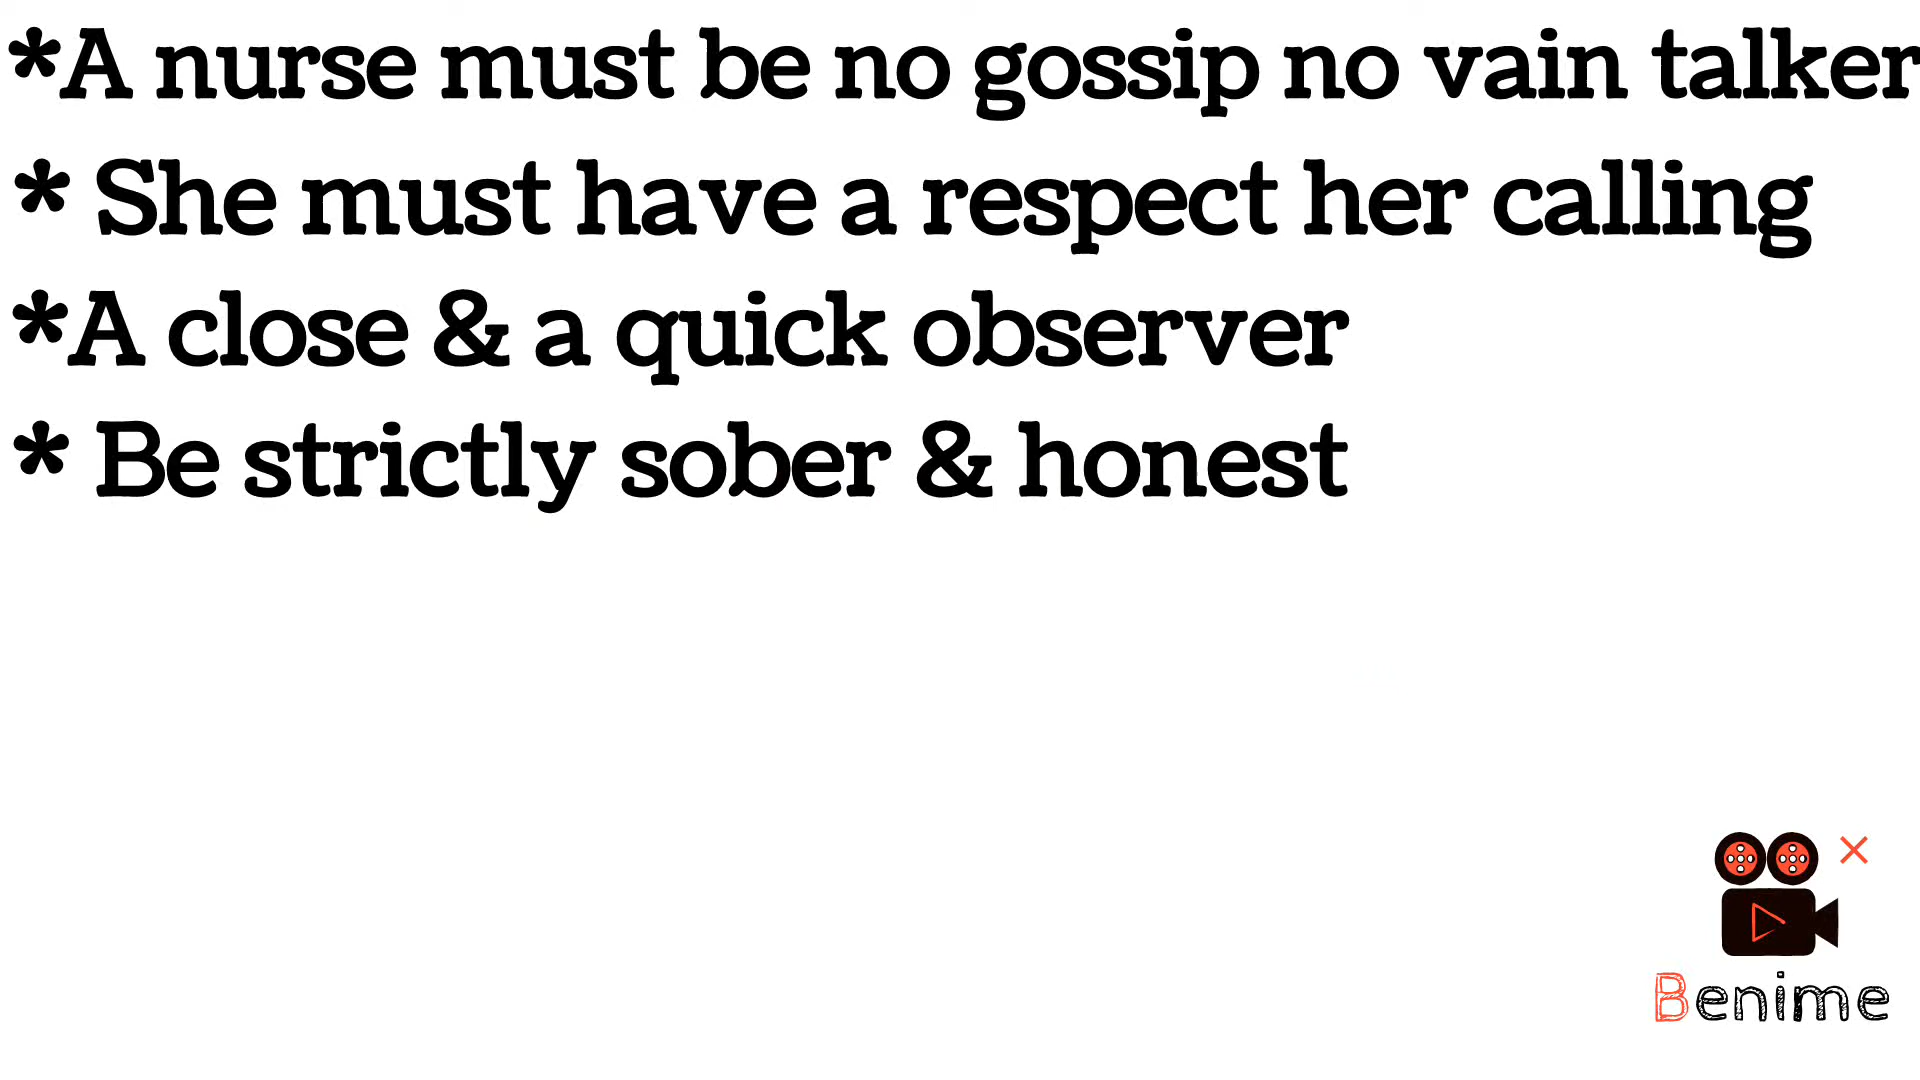 *A nurse must be no gossip no vain talker
* She must have a respect her calling
*A close & a quick observer
* Be strictly sober & honest
Benime